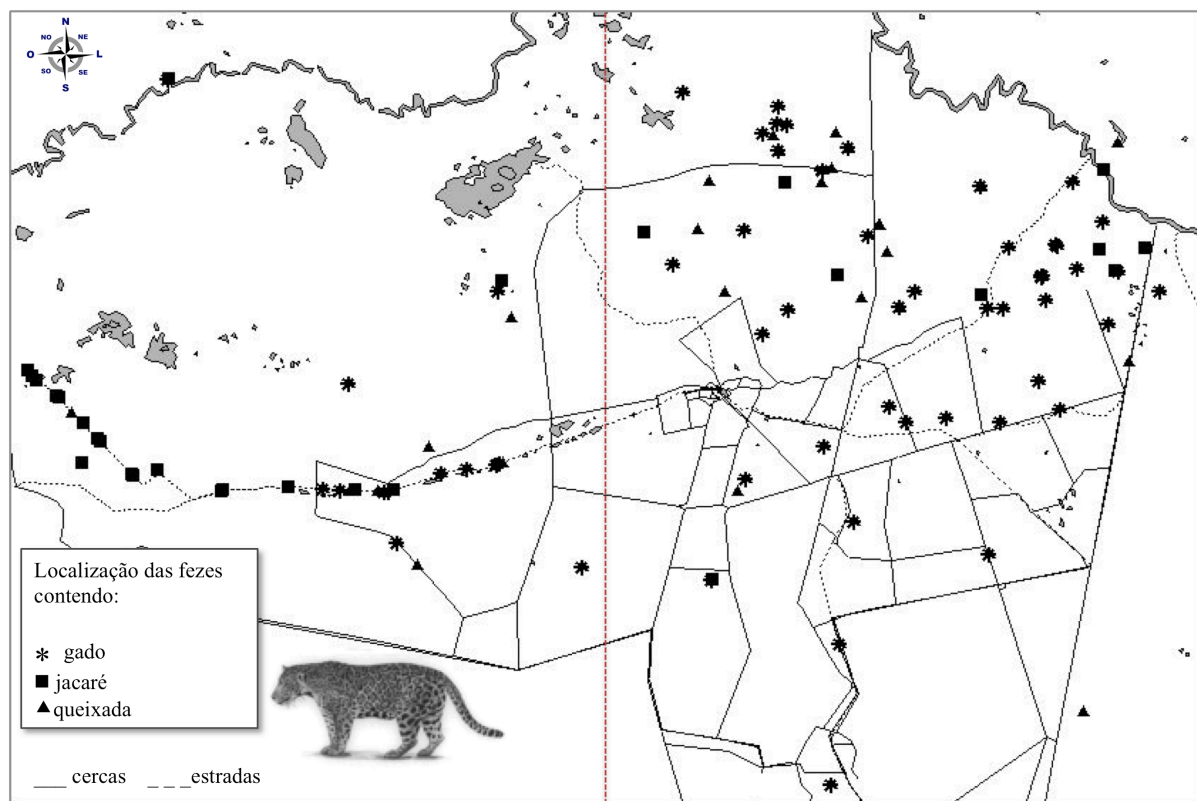 N
NO NE
O L
SO SE
S
Localização das fezes
contendo:
gado
jacaré
queixada
cercas estradas